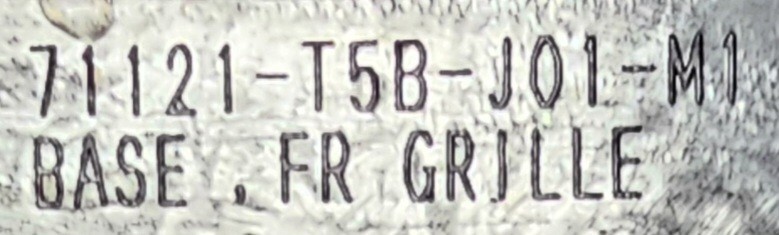 71121-T5B-J01-M1
BASE , FR GRILLE